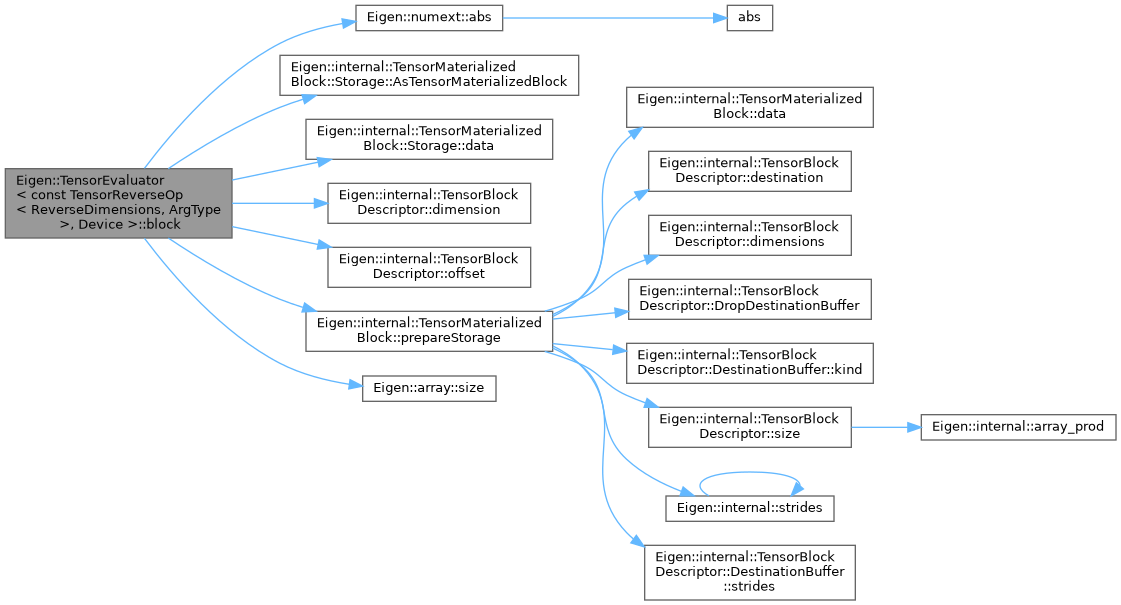 Eigen::TensorEvaluator
< const TensorReverseOp
< ReverseDimensions, ArgType
>, Device >::block
Eigen::numext::abs
abs
Eigen::internal::TensorMaterialized
Block::Storage::AsTensorMaterializedBlock
Eigen::internal::TensorMaterialized
Block::Storage::data
Eigen::internal::TensorBlock
Descriptor::dimension
Eigen::internal::TensorBlock
Descriptor::offset
Eigen::internal::TensorMaterialized
Block::prepareStorage
Eigen::array::size
Eigen::internal::TensorMaterialized
Block::data
Eigen::internal::TensorBlock
Descriptor::destination
Eigen::internal::TensorBlock
Descriptor::dimensions
Eigen::internal::TensorBlock
Descriptor::DropDestinationBuffer
Eigen::internal::TensorBlock
Descriptor::DestinationBuffer::kind
Eigen::internal::TensorBlock
Descriptor::size
Eigen::internal::array_prod
Eigen::internal::strides
Eigen::internal::TensorBlock
Descriptor::DestinationBuffer
::strides